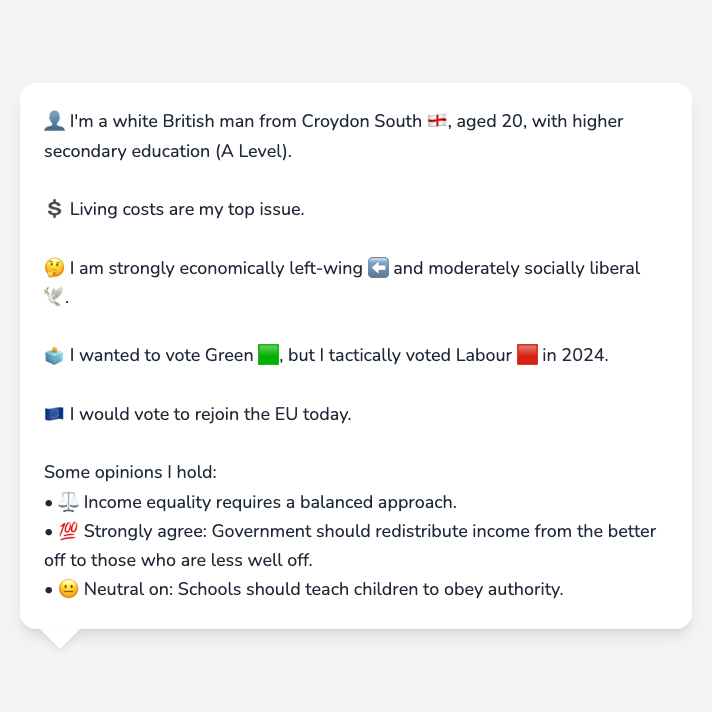 👤 I'm a white British man from Croydon South 🏴󠁧󠁢󠁥󠁮󠁧󠁿, aged 20, with higher
secondary education (A Level).
💲 Living costs are my top issue.
🤔 I am strongly economically left-wing ⬅️ and moderately socially liberal
🕊️.
🗳️ I wanted to vote Green 🟩, but I tactically voted Labour 🟥 in 2024.
🇪🇺 I would vote to rejoin the EU today.
Some opinions I hold:
• ⚖️ Income equality requires a balanced approach.
• 💯 Strongly agree: Government should redistribute income from the better
off to those who are less well off.
• 😐 Neutral on: Schools should teach children to obey authority.